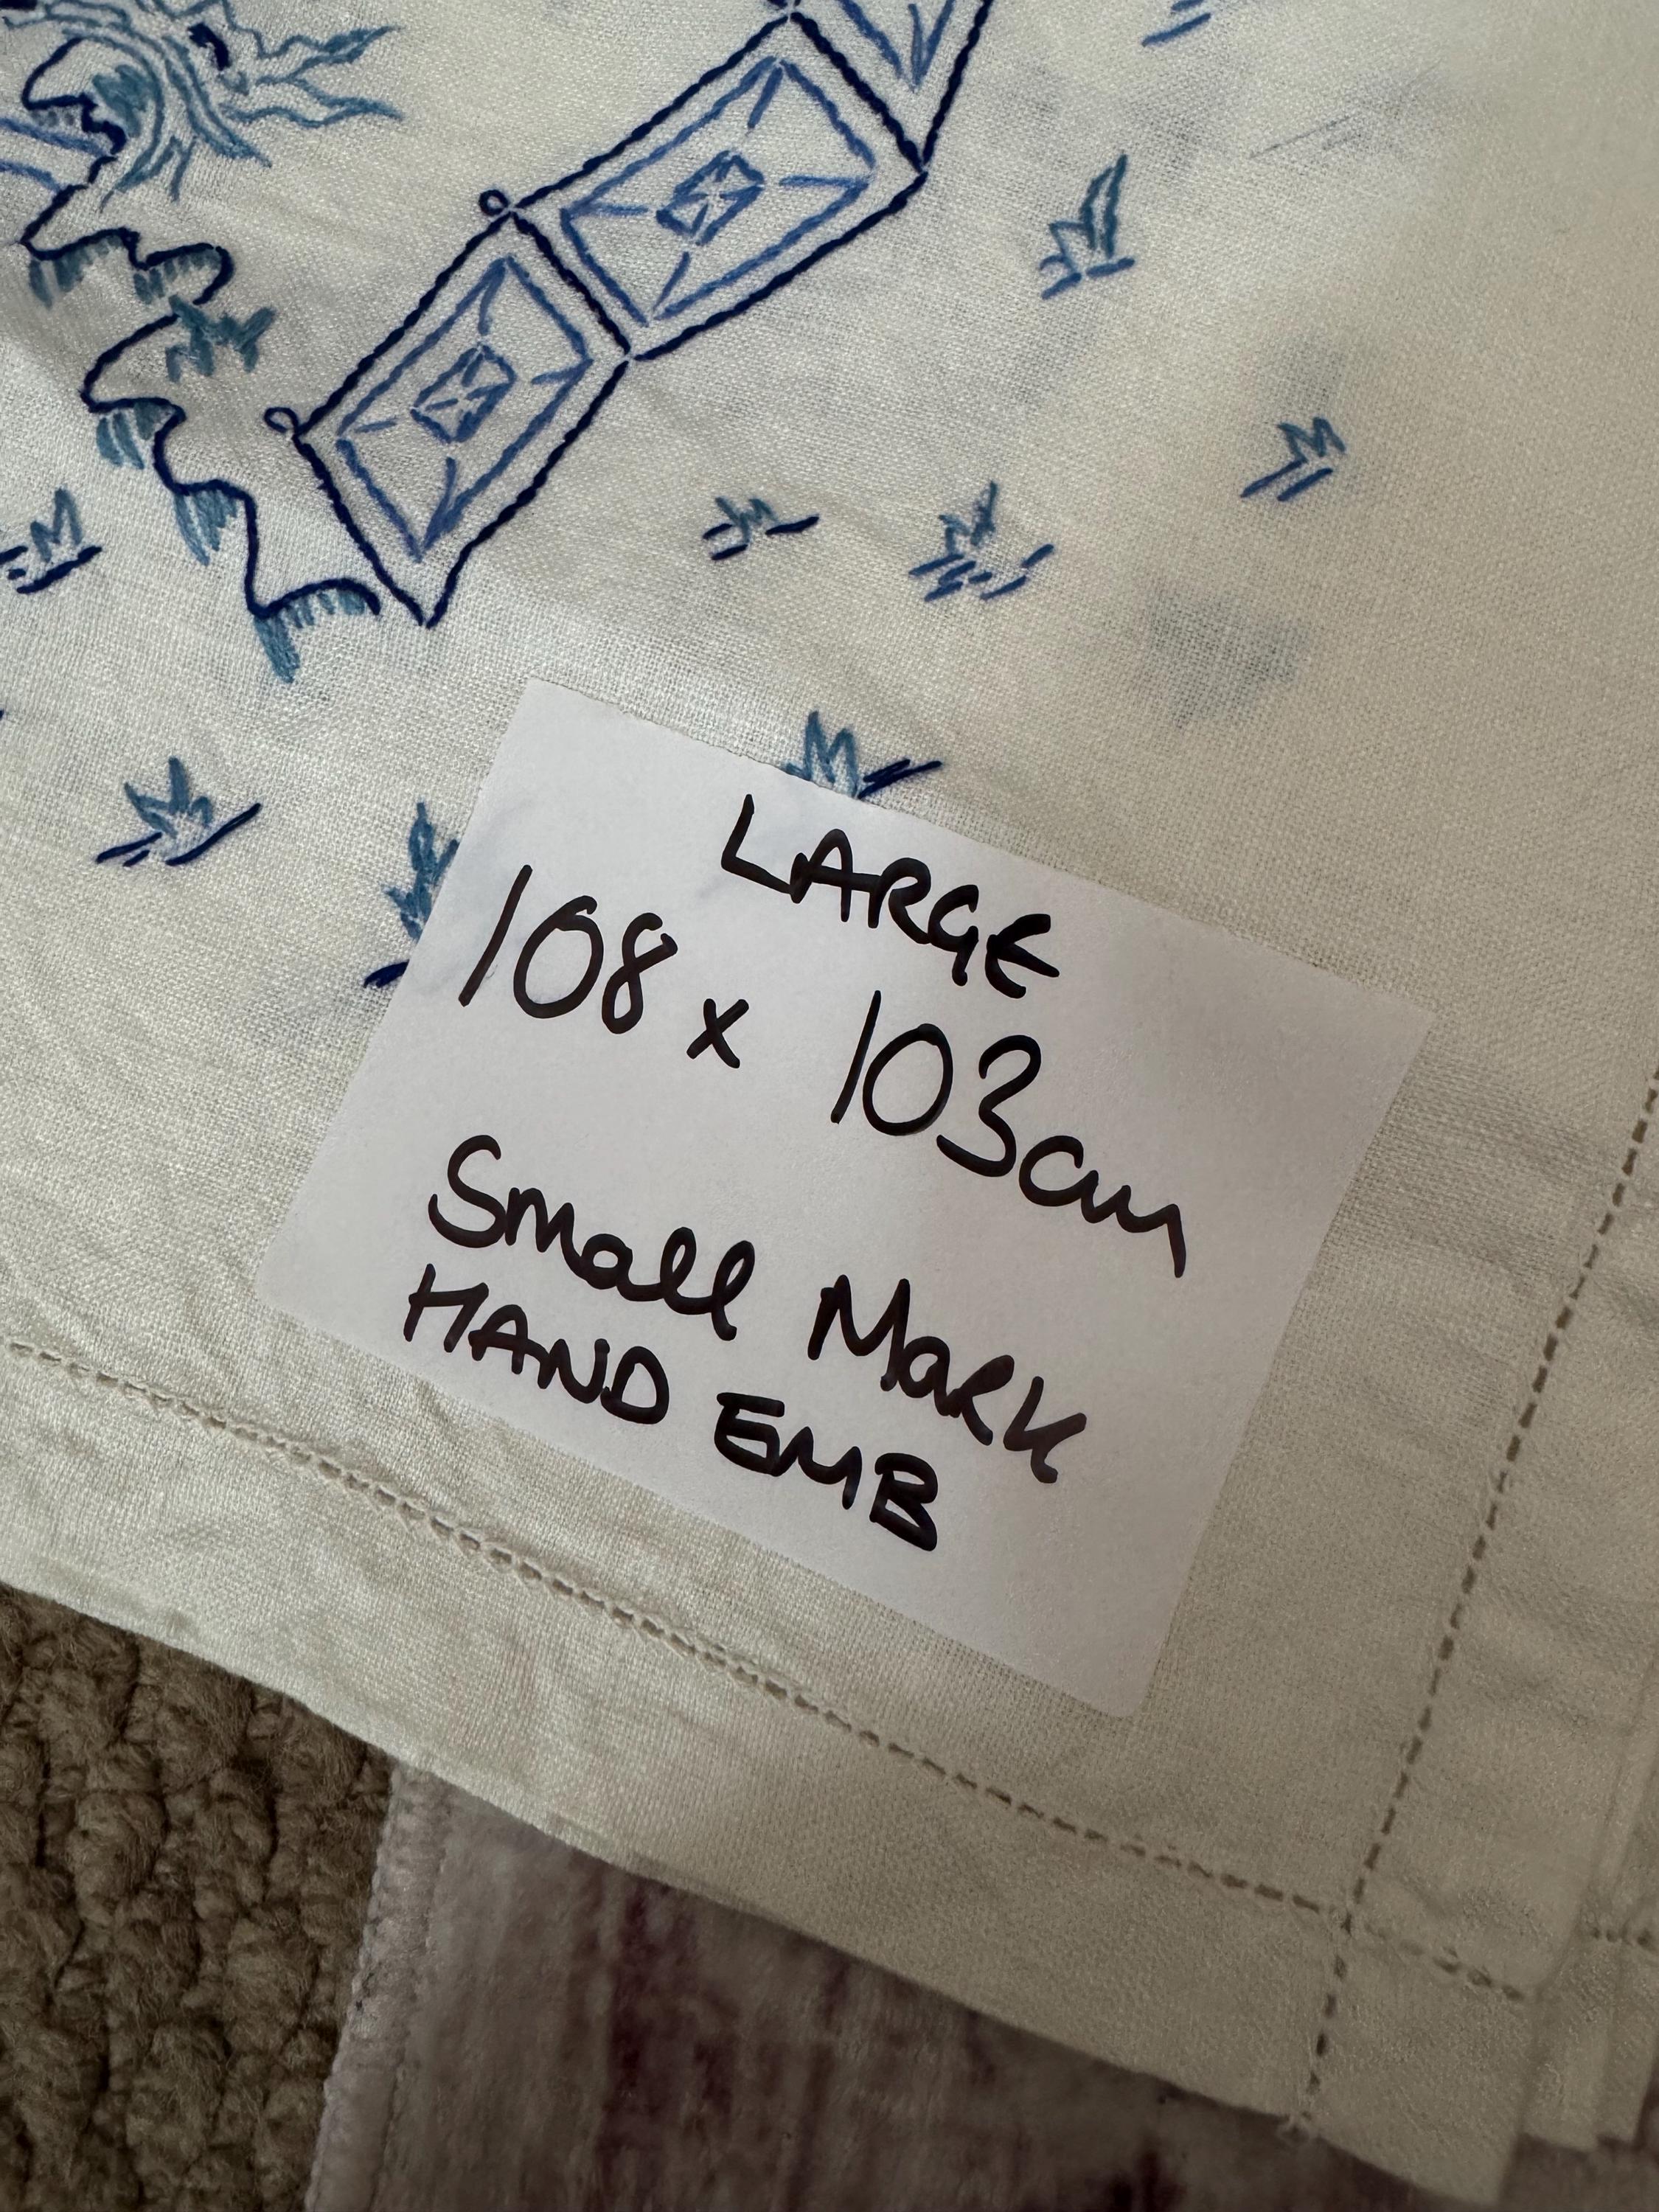 LARGE
108 x 103cm
Small Mark
HAND EMB